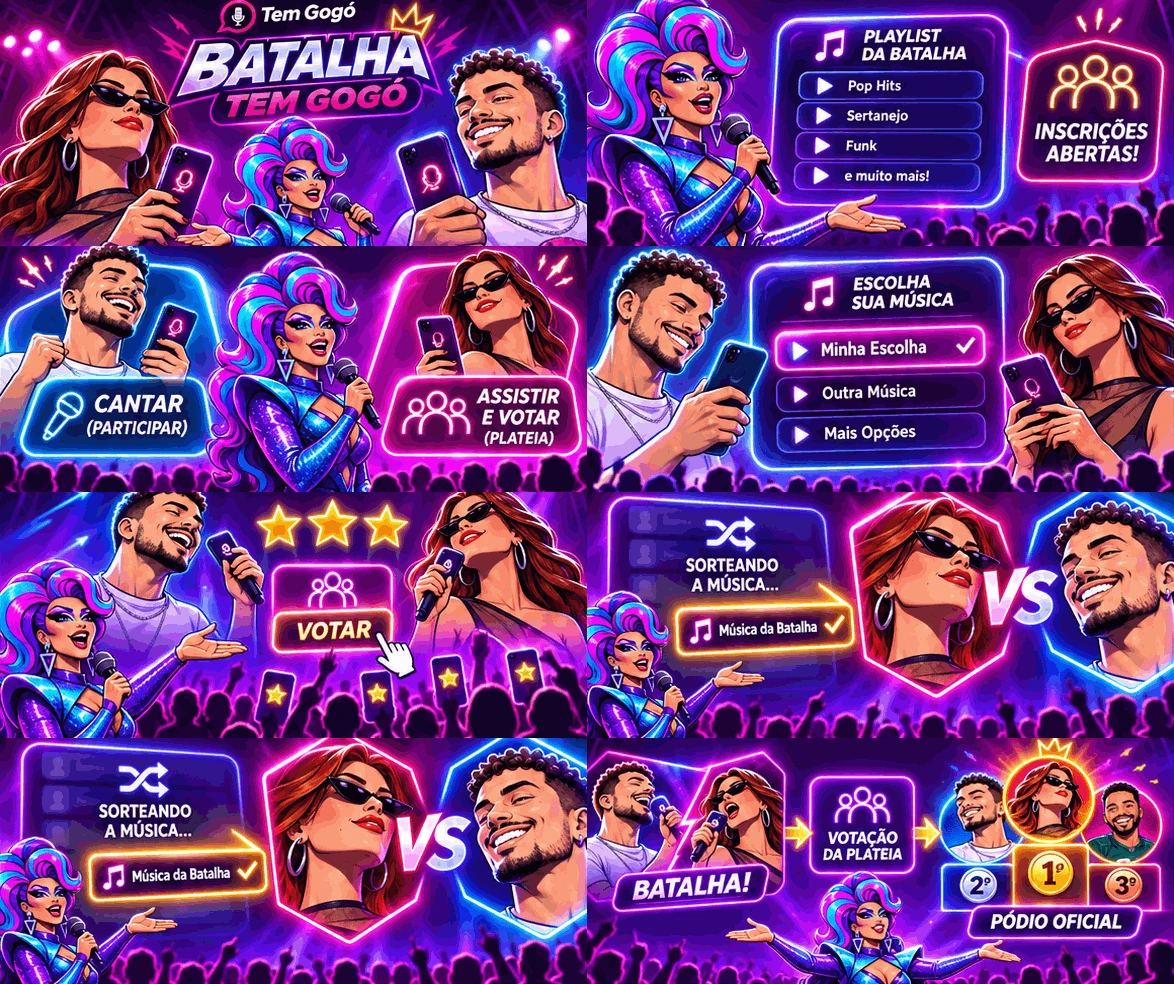 Tem Gogó
BATALHA
TEM GOGÓ
PLAYLIST
DA BATALHA
Pop Hits
Sertanejo
Funk
e muito mais!
INSCRIÇÕES
ABERTAS!
CANTAR
(PARTICIPAR)
ASSISTIR
E VOTAR
(PLATEIA)
ESCOLHA
SUA MÚSICA
Minha Escolha
Outra Música
Mais Opções
VOTAR
SORTEANDO
A MÚSICA...
Música da Batalha
VS
SORTEANDO
A MÚSICA...
Música da Batalha
VS
BATALHA!
VOTAÇÃO
DA PLATEIA
2º
1º
3º
PÓDIO OFICIAL